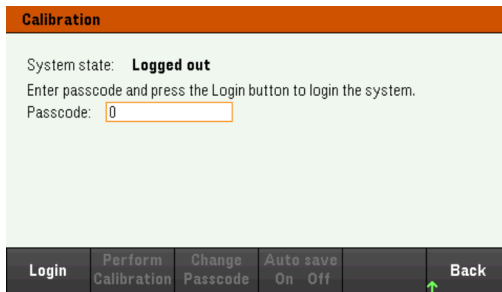 Calibration
System state: Logged out
Enter passcode and press the Login button to login the system.
Passcode: 0
Login Perform Calibration Change Passcode Auto save On Off Back